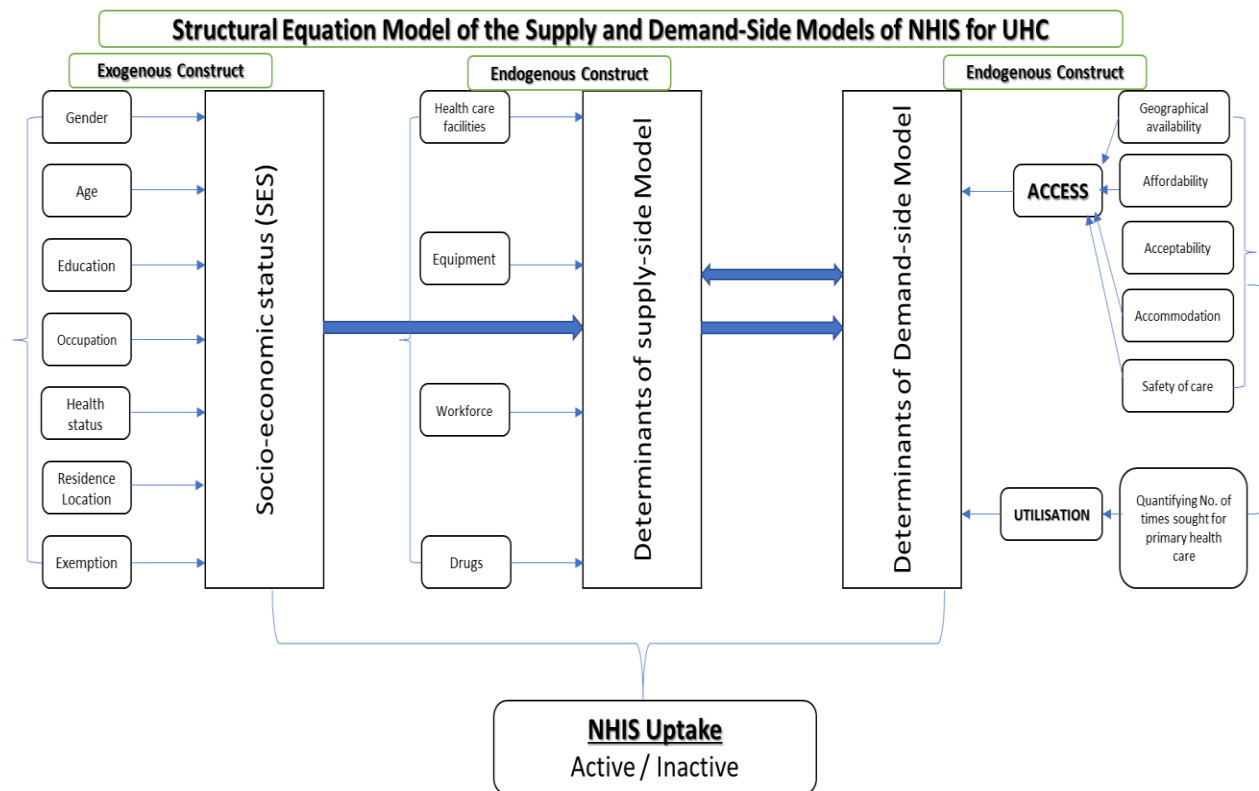 Structural Equation Model of the Supply and Demand-Side Models of NHIS for UHC
Exogenous Construct
Gender
Age
Education
Occupation
Health
status
Residence
Location
Exemption
Socio-economic status (SES)
Endogenous Construct
Health care
facilities
Equipment
Workforce
Drugs
Determinants of supply-side Model
Endogenous Construct
Determinants of Demand-side Model
ACCESS
Geographical
availability
Affordability
Acceptability
Accommodation
Safety of care
UTILISATION
Quantifying No. of
times sought for
primary health
care
NHIS Uptake
Active / Inactive